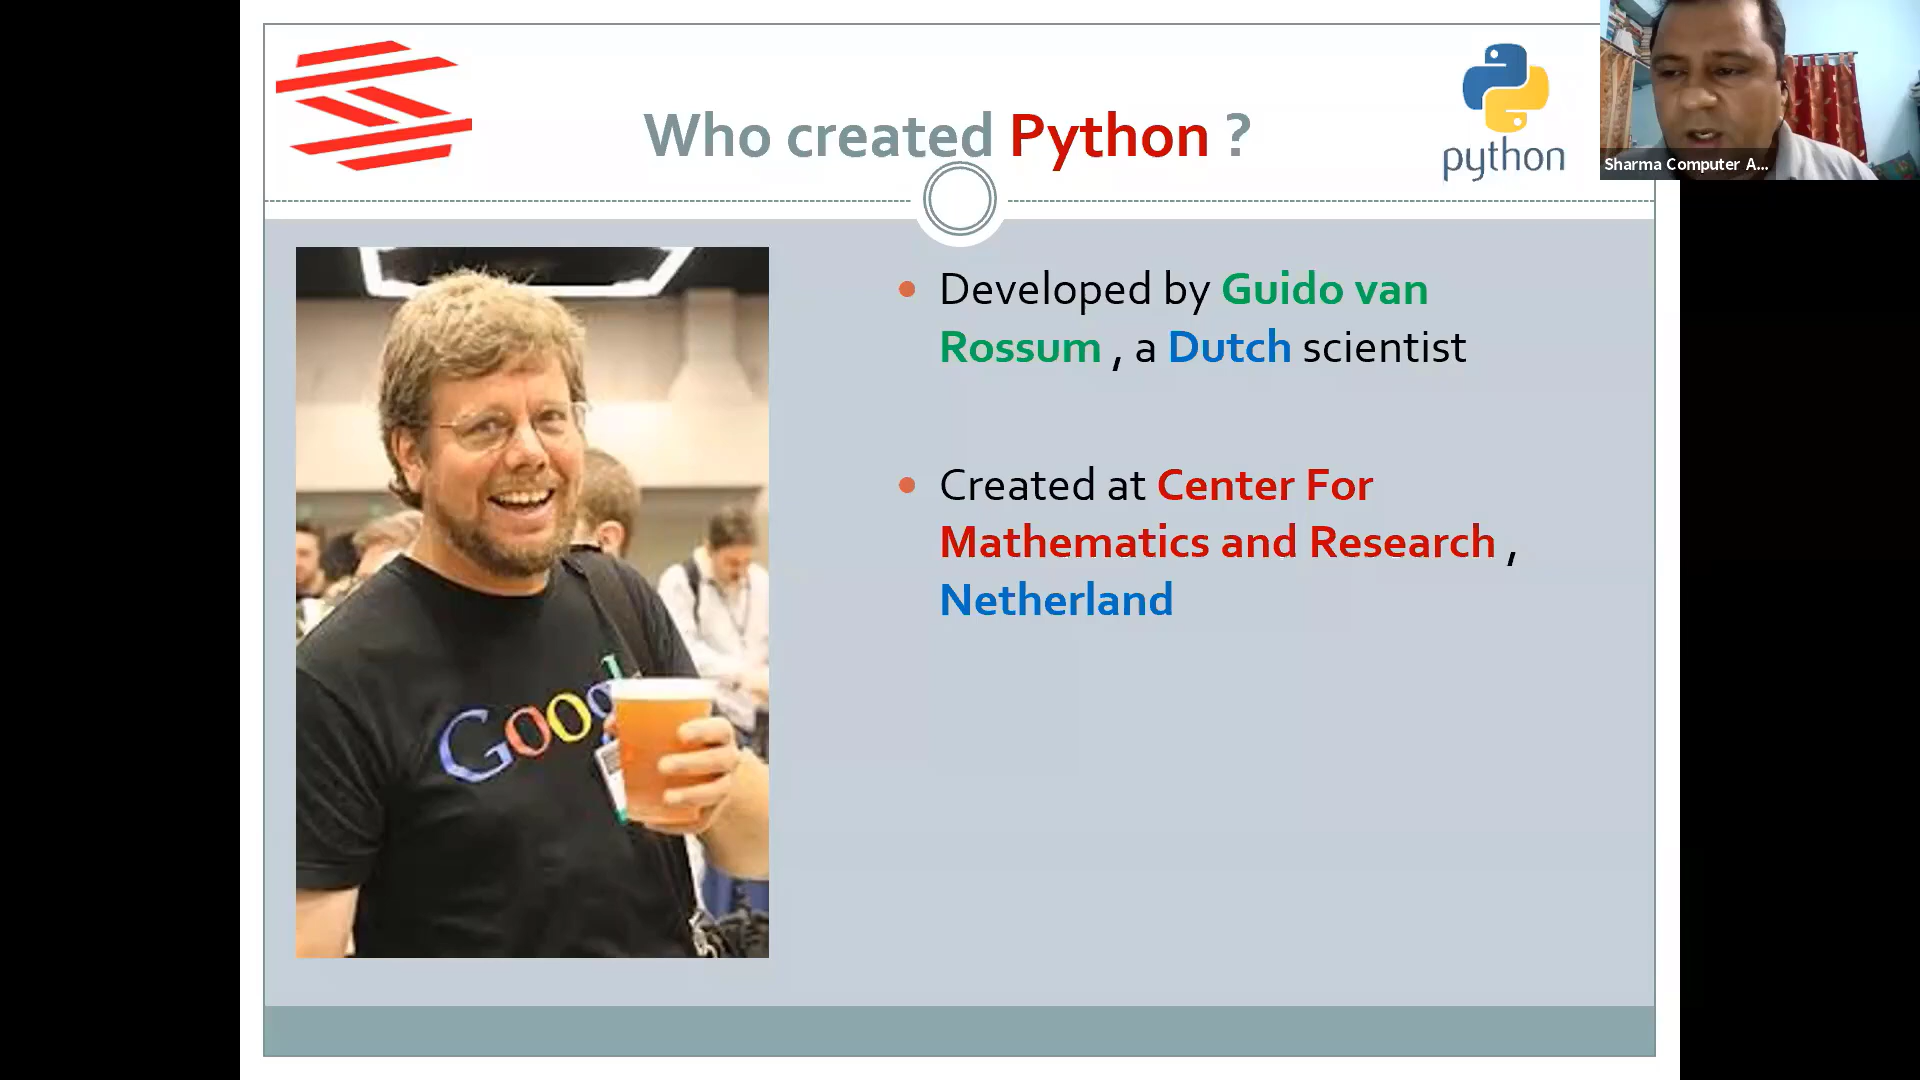 Who created Python ?
python
Sharma Computer A...
Developed by Guido van
Rossum , a Dutch scientist
Created at Center For
Mathematics and Research ,
Netherland
Goo